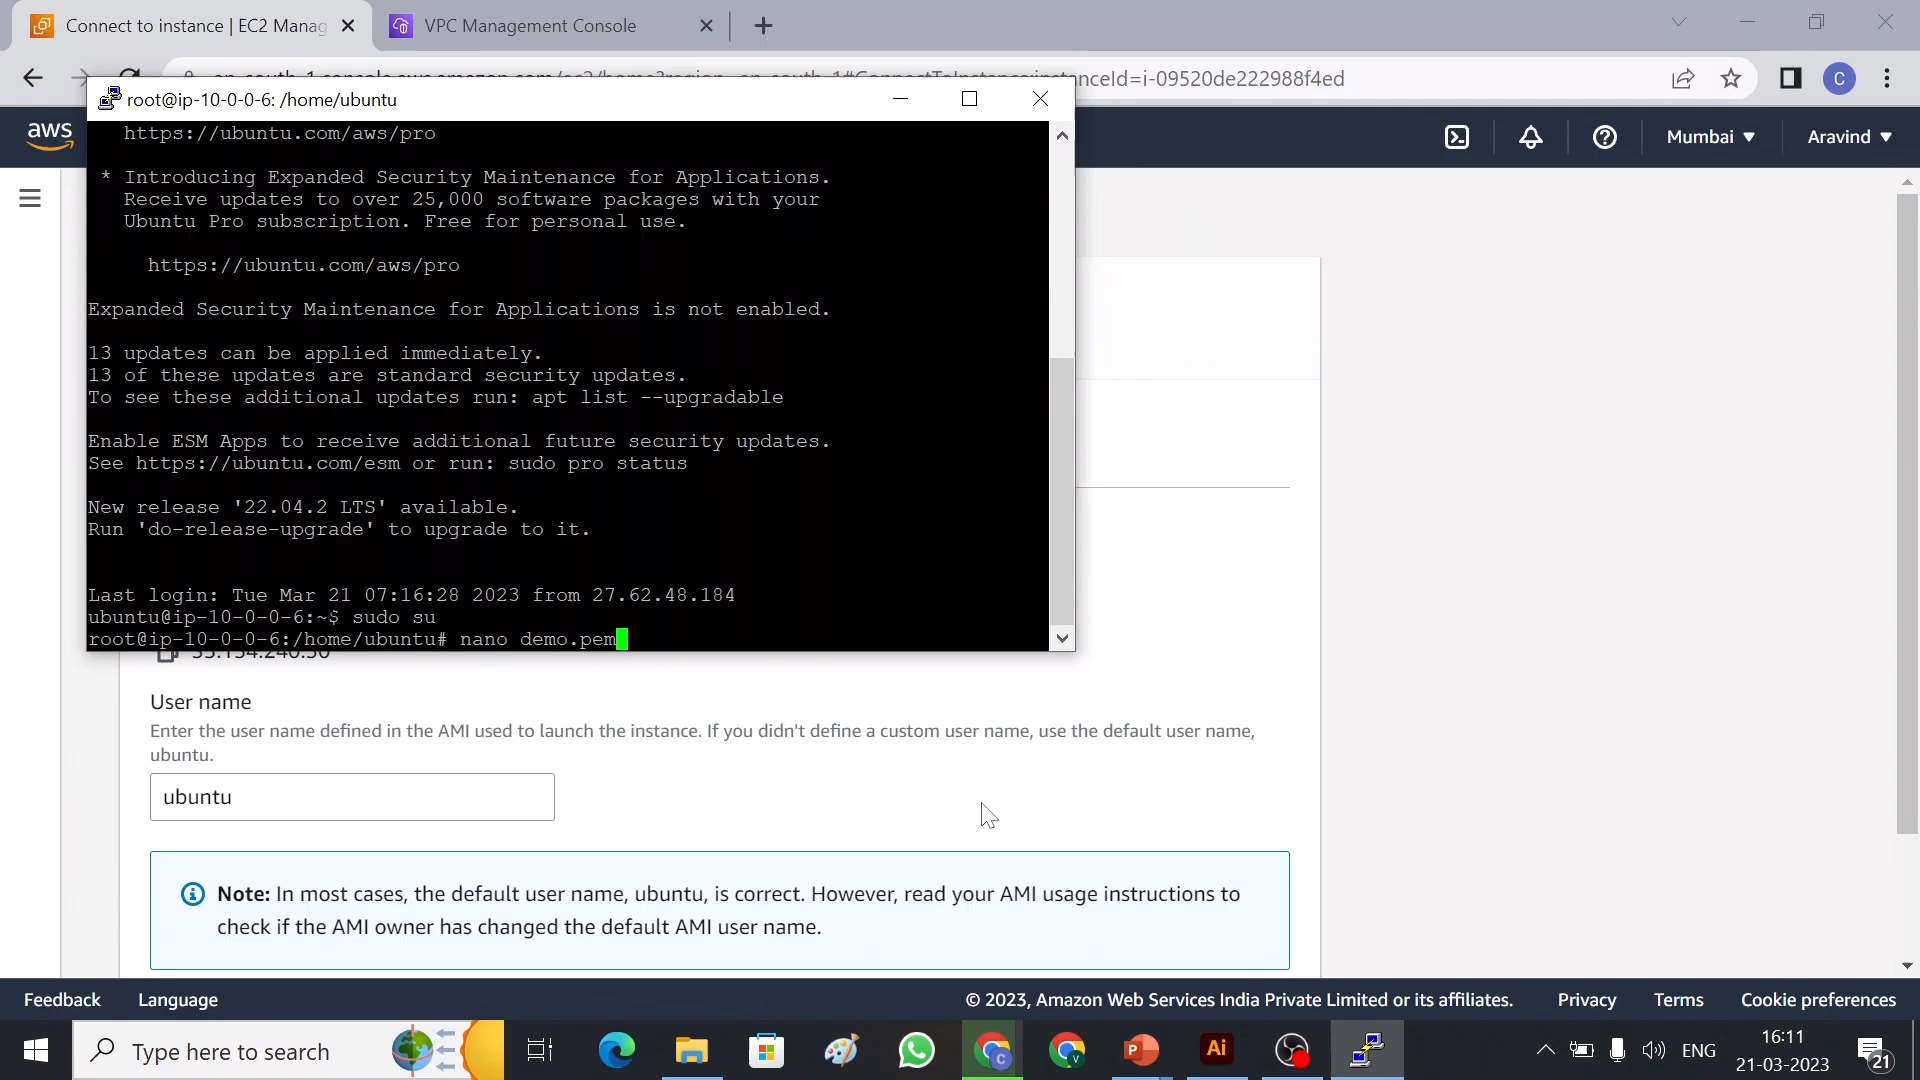 Connect to instance | EC2 Manag
VPC Management Console
nceId=i-09520de222988f4ed
root@ip-10-0-0-6: /home/ubuntu
aws
Mumbai
Aravind
https://ubuntu.com/aws/pro
* Introducing Expanded Security Maintenance for Applications.
Receive updates to over 25,000 software packages with your
Ubuntu Pro subscription. Free for personal use.
https://ubuntu.com/aws/pro
Expanded Security Maintenance for Applications is not enabled.
13 updates can be applied immediately.
13 of these updates are standard security updates.
To see these additional updates run: apt list --upgradable
Enable ESM Apps to receive additional future security updates.
See https://ubuntu.com/esm or run: sudo pro status
New release '22.04.2 LTS' available.
Run 'do-release-upgrade' to upgrade to it.
Last login: Tue Mar 21 07:16:28 2023 from 27.62.48.184
ubuntu@ip-10-0-0-6:~$ sudo su
root@ip-10-0-0-6:/home/ubuntu# nano demo.pem
User name
Enter the user name defined in the AMI used to launch the instance. If you didn't define a custom user name, use the default user name,
ubuntu.
ubuntu
Note: In most cases, the default user name, ubuntu, is correct. However, read your AMI usage instructions to
check if the AMI owner has changed the default AMI user name.
Feedback Language © 2023, Amazon Web Services India Private Limited or its affiliates. Privacy Terms Cookie preferences
Type here to search
ENG
16:11
21-03-2023
21